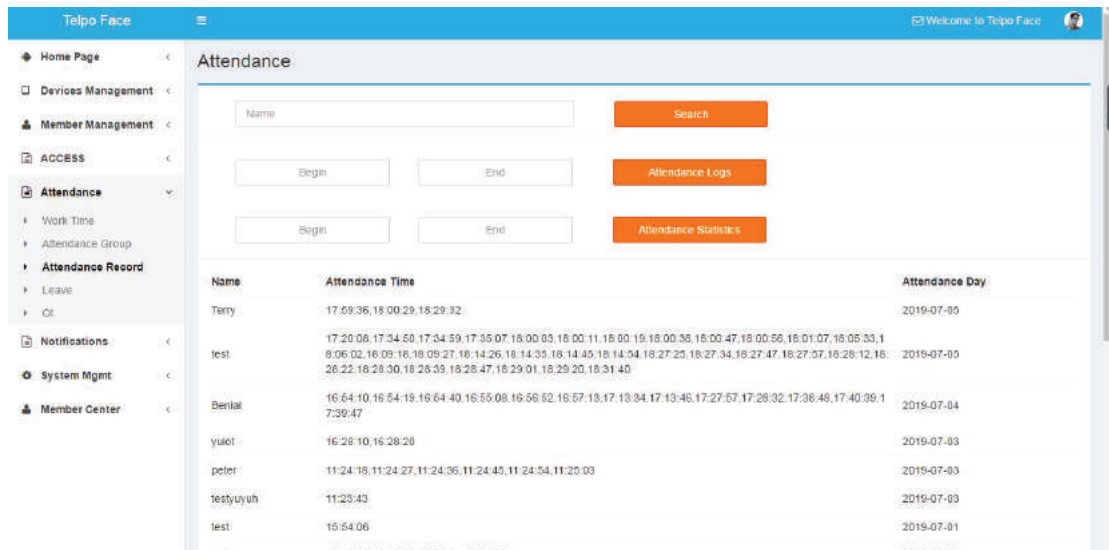 Telpo Face
Welcome to Telpo Face
Home Page
Devices Management
Member Management
ACCESS
Attendance
Work Time
Attendance Group
Attendance Record
Leave
Notifications
System Mgmt
Member Center
Attendance
Name
Search
Begin End Attendance Logs
Begin End Attendance Statistics
Name Attendance Time Attendance Day
Terry 17:59:36,18:00:29,18:29:32 2019-07-05
test 2019-07-05
17:20:08,17:34:50,17:34:59,17:35:07,18:00:03,18:00:11,18:00:19,18:00:38,18:00:47,18:00:56,18:01:07,18:05:33,1
8:06:02,18:09:18,18:09:27,18:14:26,18:14:35,18:14:45,18:14:54,18:27:25,18:27:34,18:27:47,18:27:57,18:28:12,18:
28:22,18:28:30,18:28:39,18:28:47,18:29:01,18:29:20,18:31:40
Benial 2019-07-04
16:54:10,16:54:19,16:54:40,16:55:08,16:56:52,16:57:13,17:13:34,17:13:46,17:27:57,17:28:32,17:38:48,17:40:39,1
7:39:47
yuiot 16:28:10,16:28:20 2019-07-03
peter 11:24:18,11:24:27,11:24:36,11:24:45,11:24:54,11:25:03 2019-07-03
testyuyuh 11:23:43 2019-07-03
test 15:54:06 2019-07-01